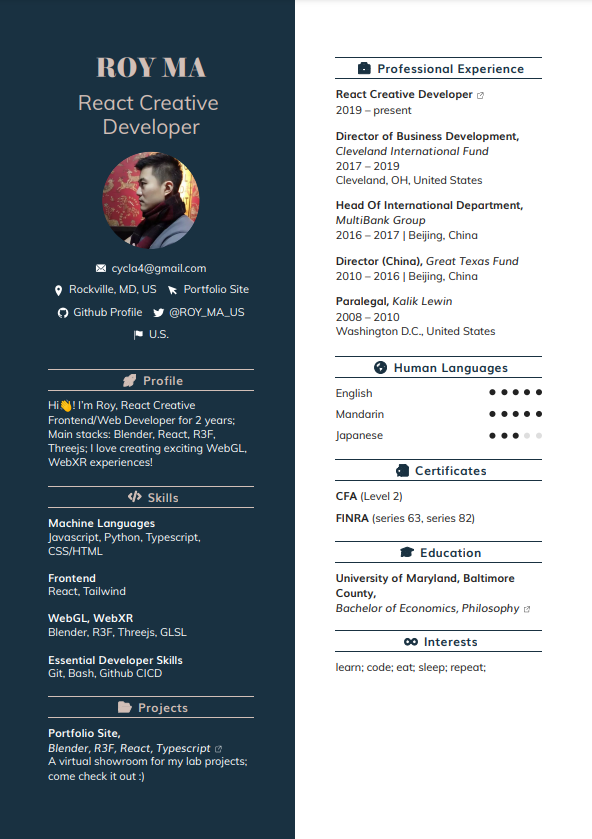 ROY MA
React Creative
Developer
cycla4@gmail.com
Rockville, MD, US Portfolio Site
Github Profile @ROY_MA_US
U.S.
Profile
Hi👋! I'm Roy, React Creative
Frontend/Web Developer for 2 years;
Main stacks: Blender, React, R3F,
Threejs; I love creating exciting WebGL,
WebXR experiences!
Skills
Machine Languages
Javascript, Python, Typescript,
CSS/HTML
Frontend
React, Tailwind
WebGL, WebXR
Blender, R3F, Threejs, GLSL
Essential Developer Skills
Git, Bash, Github CICD
Projects
Portfolio Site,
Blender, R3F, React, Typescript
A virtual showroom for my lab projects;
come check it out :)
Professional Experience
React Creative Developer
2019 – present
Director of Business Development,
Cleveland International Fund
2017 – 2019
Cleveland, OH, United States
Head Of International Department,
MultiBank Group
2016 – 2017 | Beijing, China
Director (China), Great Texas Fund
2010 – 2016 | Beijing, China
Paralegal, Kalik Lewin
2008 – 2010
Washington D.C., United States
Human Languages
English
Mandarin
Japanese
Certificates
CFA (Level 2)
FINRA (series 63, series 82)
Education
University of Maryland, Baltimore
County,
Bachelor of Economics, Philosophy
Interests
learn; code; eat; sleep; repeat;